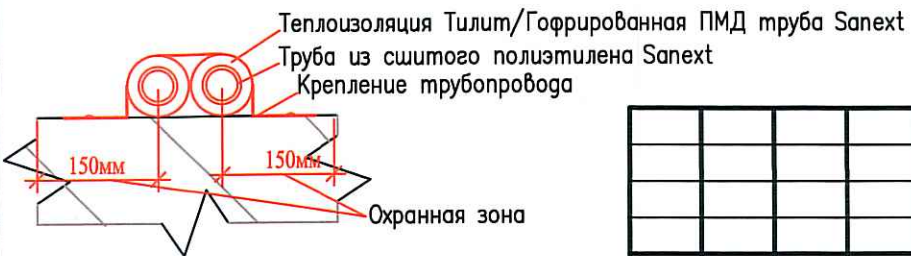 Теплоизоляция Тилит/Гофрированная ПМД труба Sanext
Труба из сшитого полиэтилена Sanext
Крепление трубопровода
150мм 150мм
Охранная зона